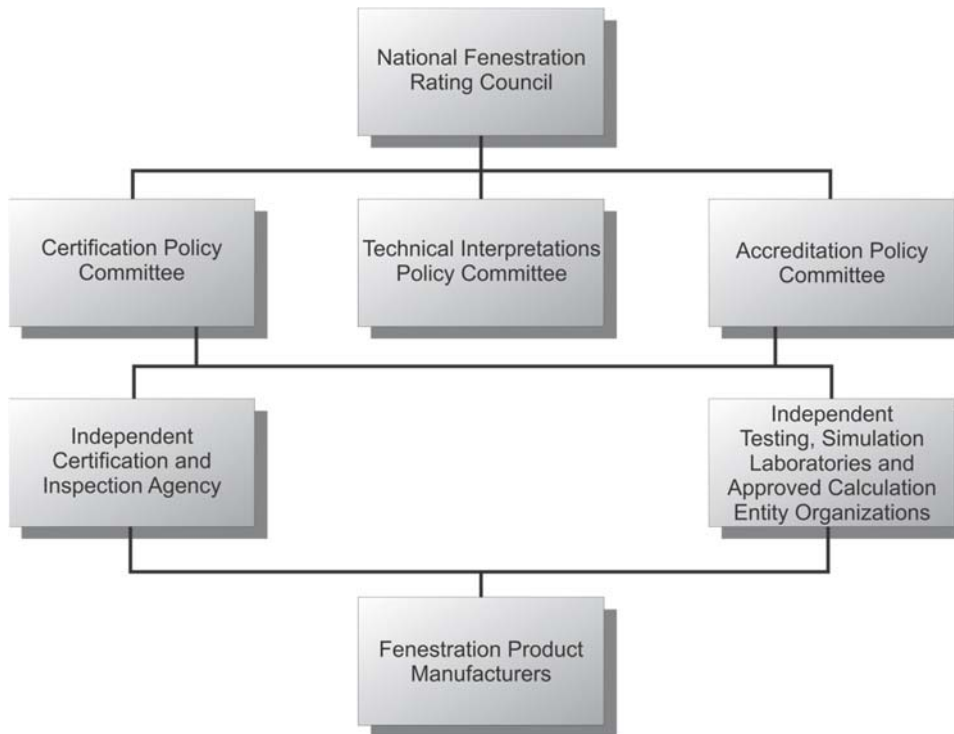 National Fenestration
Rating Council
Certification Policy
Committee
Technical Interpretations
Policy Committee
Accreditation Policy
Committee
Independent
Certification and
Inspection Agency
Independent
Testing, Simulation
Laboratories and
Approved Calculation
Entity Organizations
Fenestration Product
Manufacturers